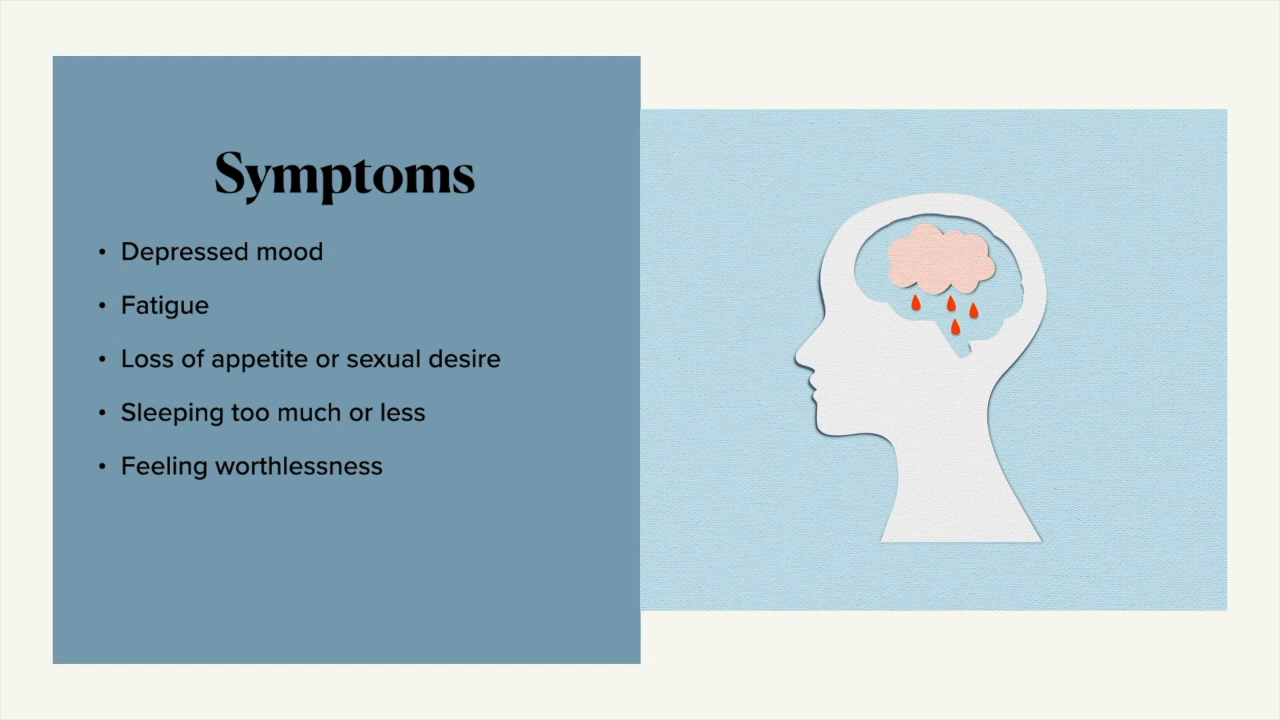 Symptoms
• Depressed mood
• Fatigue
• Loss of appetite or sexual desire
• Sleeping too much or less
• Feeling worthlessness